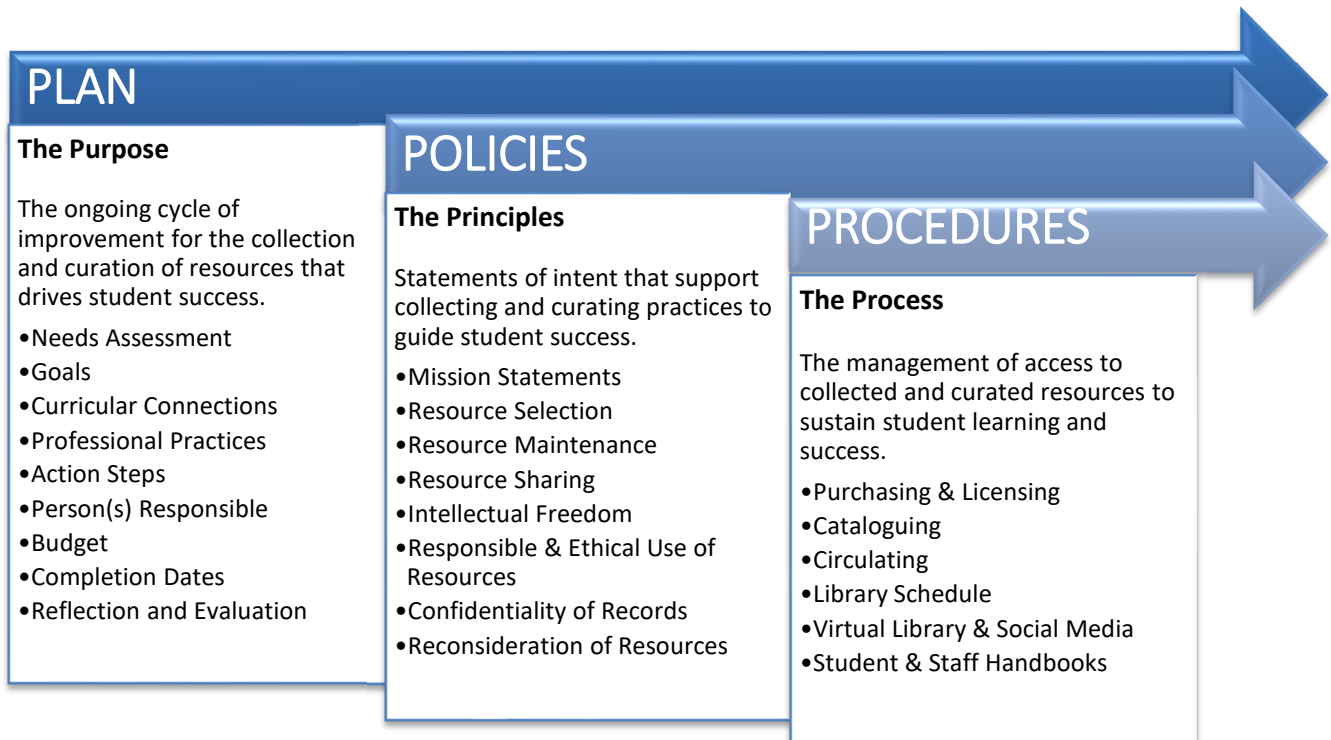 PLAN
The Purpose
The ongoing cycle of
improvement for the collection
and curation of resources that
drives student success.
•Needs Assessment
•Goals
•Curricular Connections
•Professional Practices
•Action Steps
•Person(s) Responsible
•Budget
•Completion Dates
•Reflection and Evaluation
POLICIES
The Principles
Statements of intent that support
collecting and curating practices to
guide student success.
•Mission Statements
•Resource Selection
•Resource Maintenance
•Resource Sharing
•Intellectual Freedom
•Responsible & Ethical Use of
Resources
•Confidentiality of Records
•Reconsideration of Resources
PROCEDURES
The Process
The management of access to
collected and curated resources to
sustain student learning and
success.
•Purchasing & Licensing
•Cataloguing
•Circulating
•Library Schedule
•Virtual Library & Social Media
•Student & Staff Handbooks